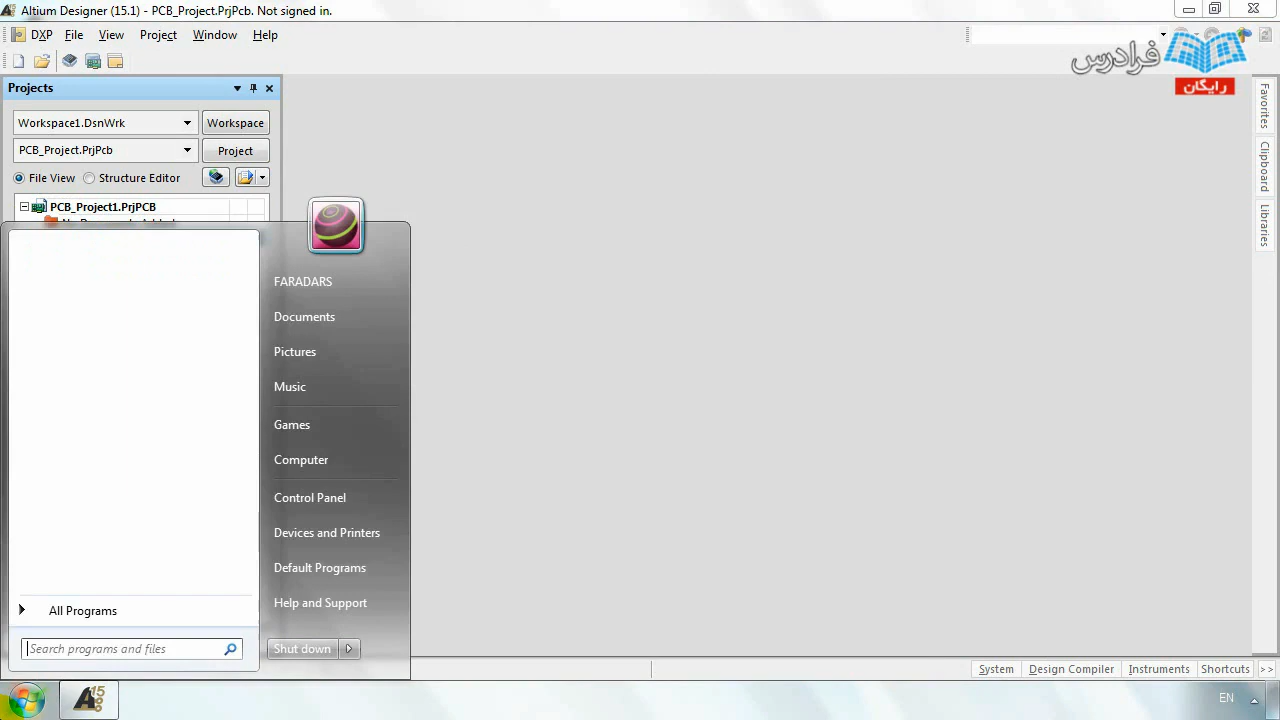 Altium Designer (15.1) - PCB_Project.PrjPcb. Not signed in.
DXP File View Project Window Help
فرادرس
رایگان
Projects
Workspace1.DsnWrk Workspace
PCB_Project.PrjPcb Project
File View Structure Editor
PCB_Project1.PrjPCB
No Documents Added
FARADARS
Documents
Pictures
Music
Games
Computer
Control Panel
Devices and Printers
Default Programs
Help and Support
All Programs
Search programs and files
Shut down
Favorites
Clipboard
Libraries
System Design Compiler Instruments Shortcuts >>
EN